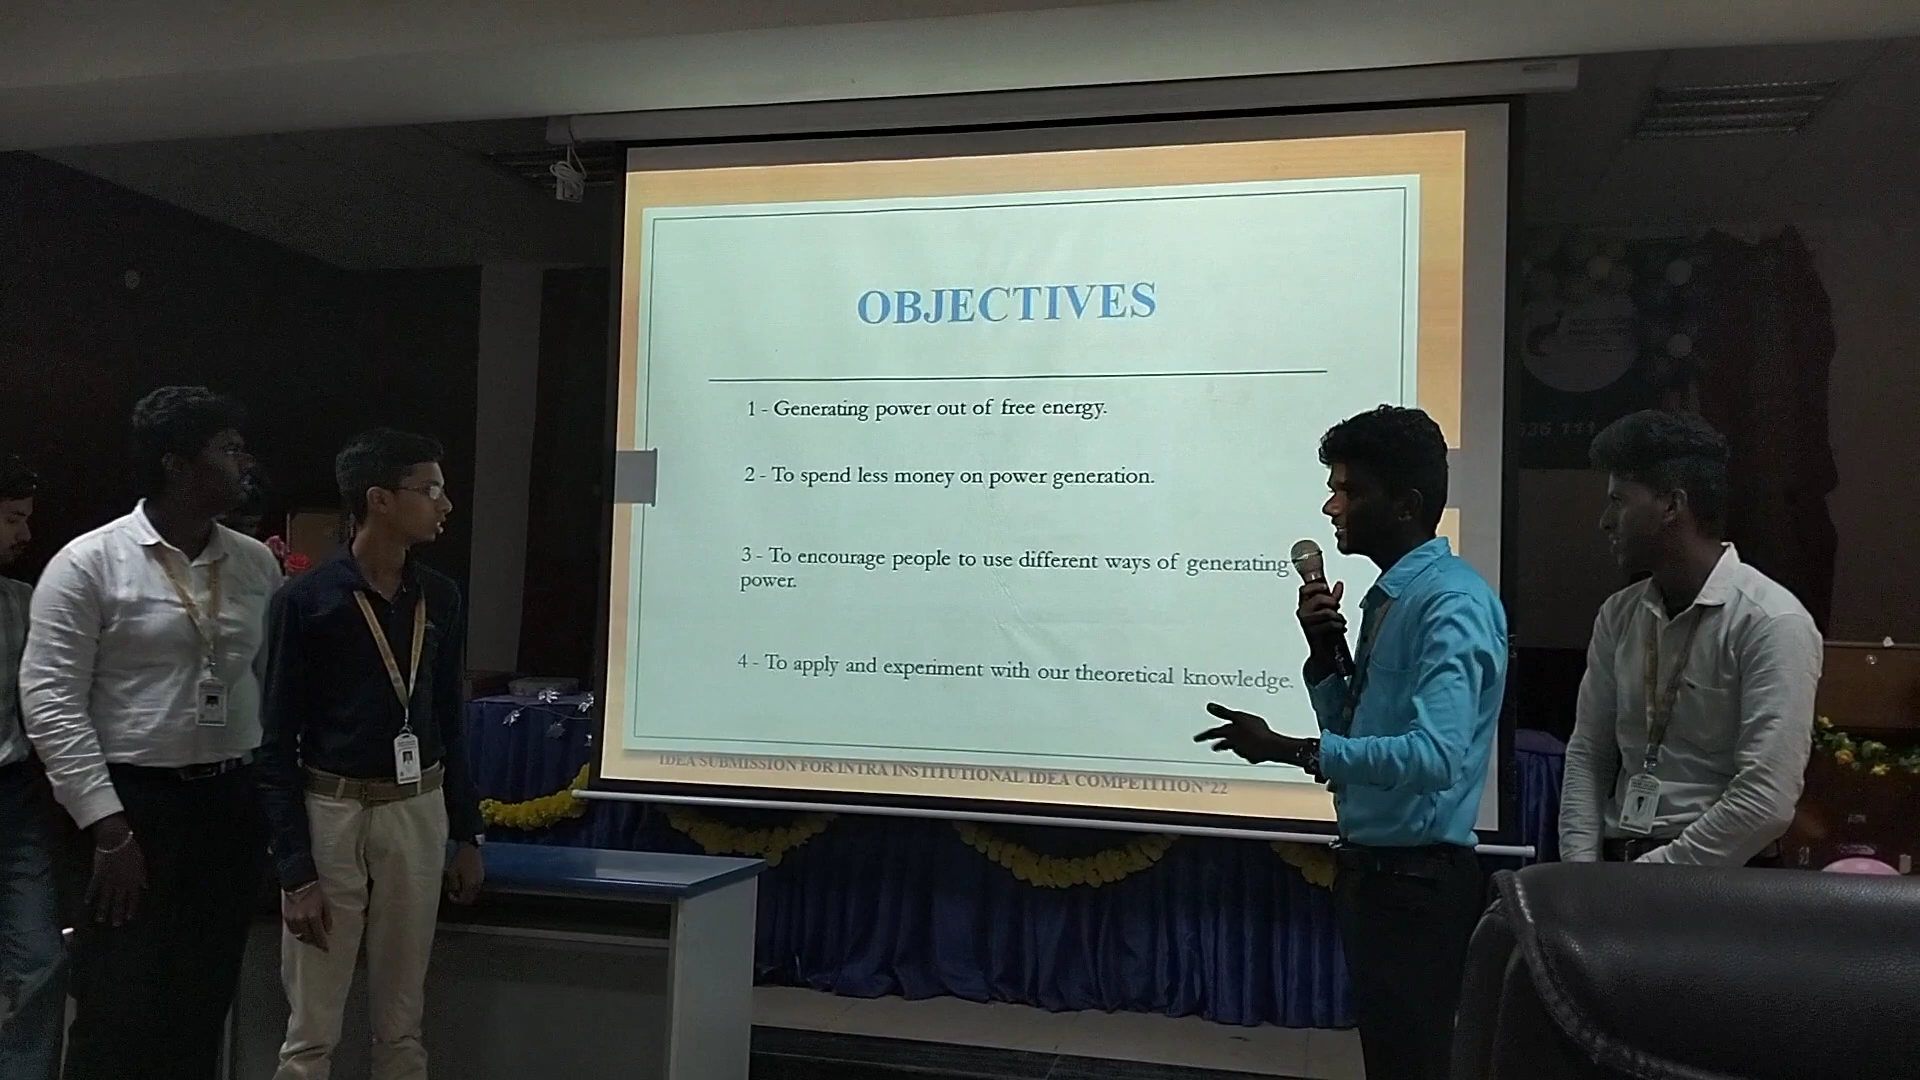 OBJECTIVES
1 - Generating power out of free energy.
2 - To spend less money on power generation.
3 - To encourage people to use different ways of generating
power.
4 - To apply and experiment with our theoretical knowledge.
IDEA SUBMISSION FOR INTRA INSTITUTIONAL IDEA COMPETITION'22